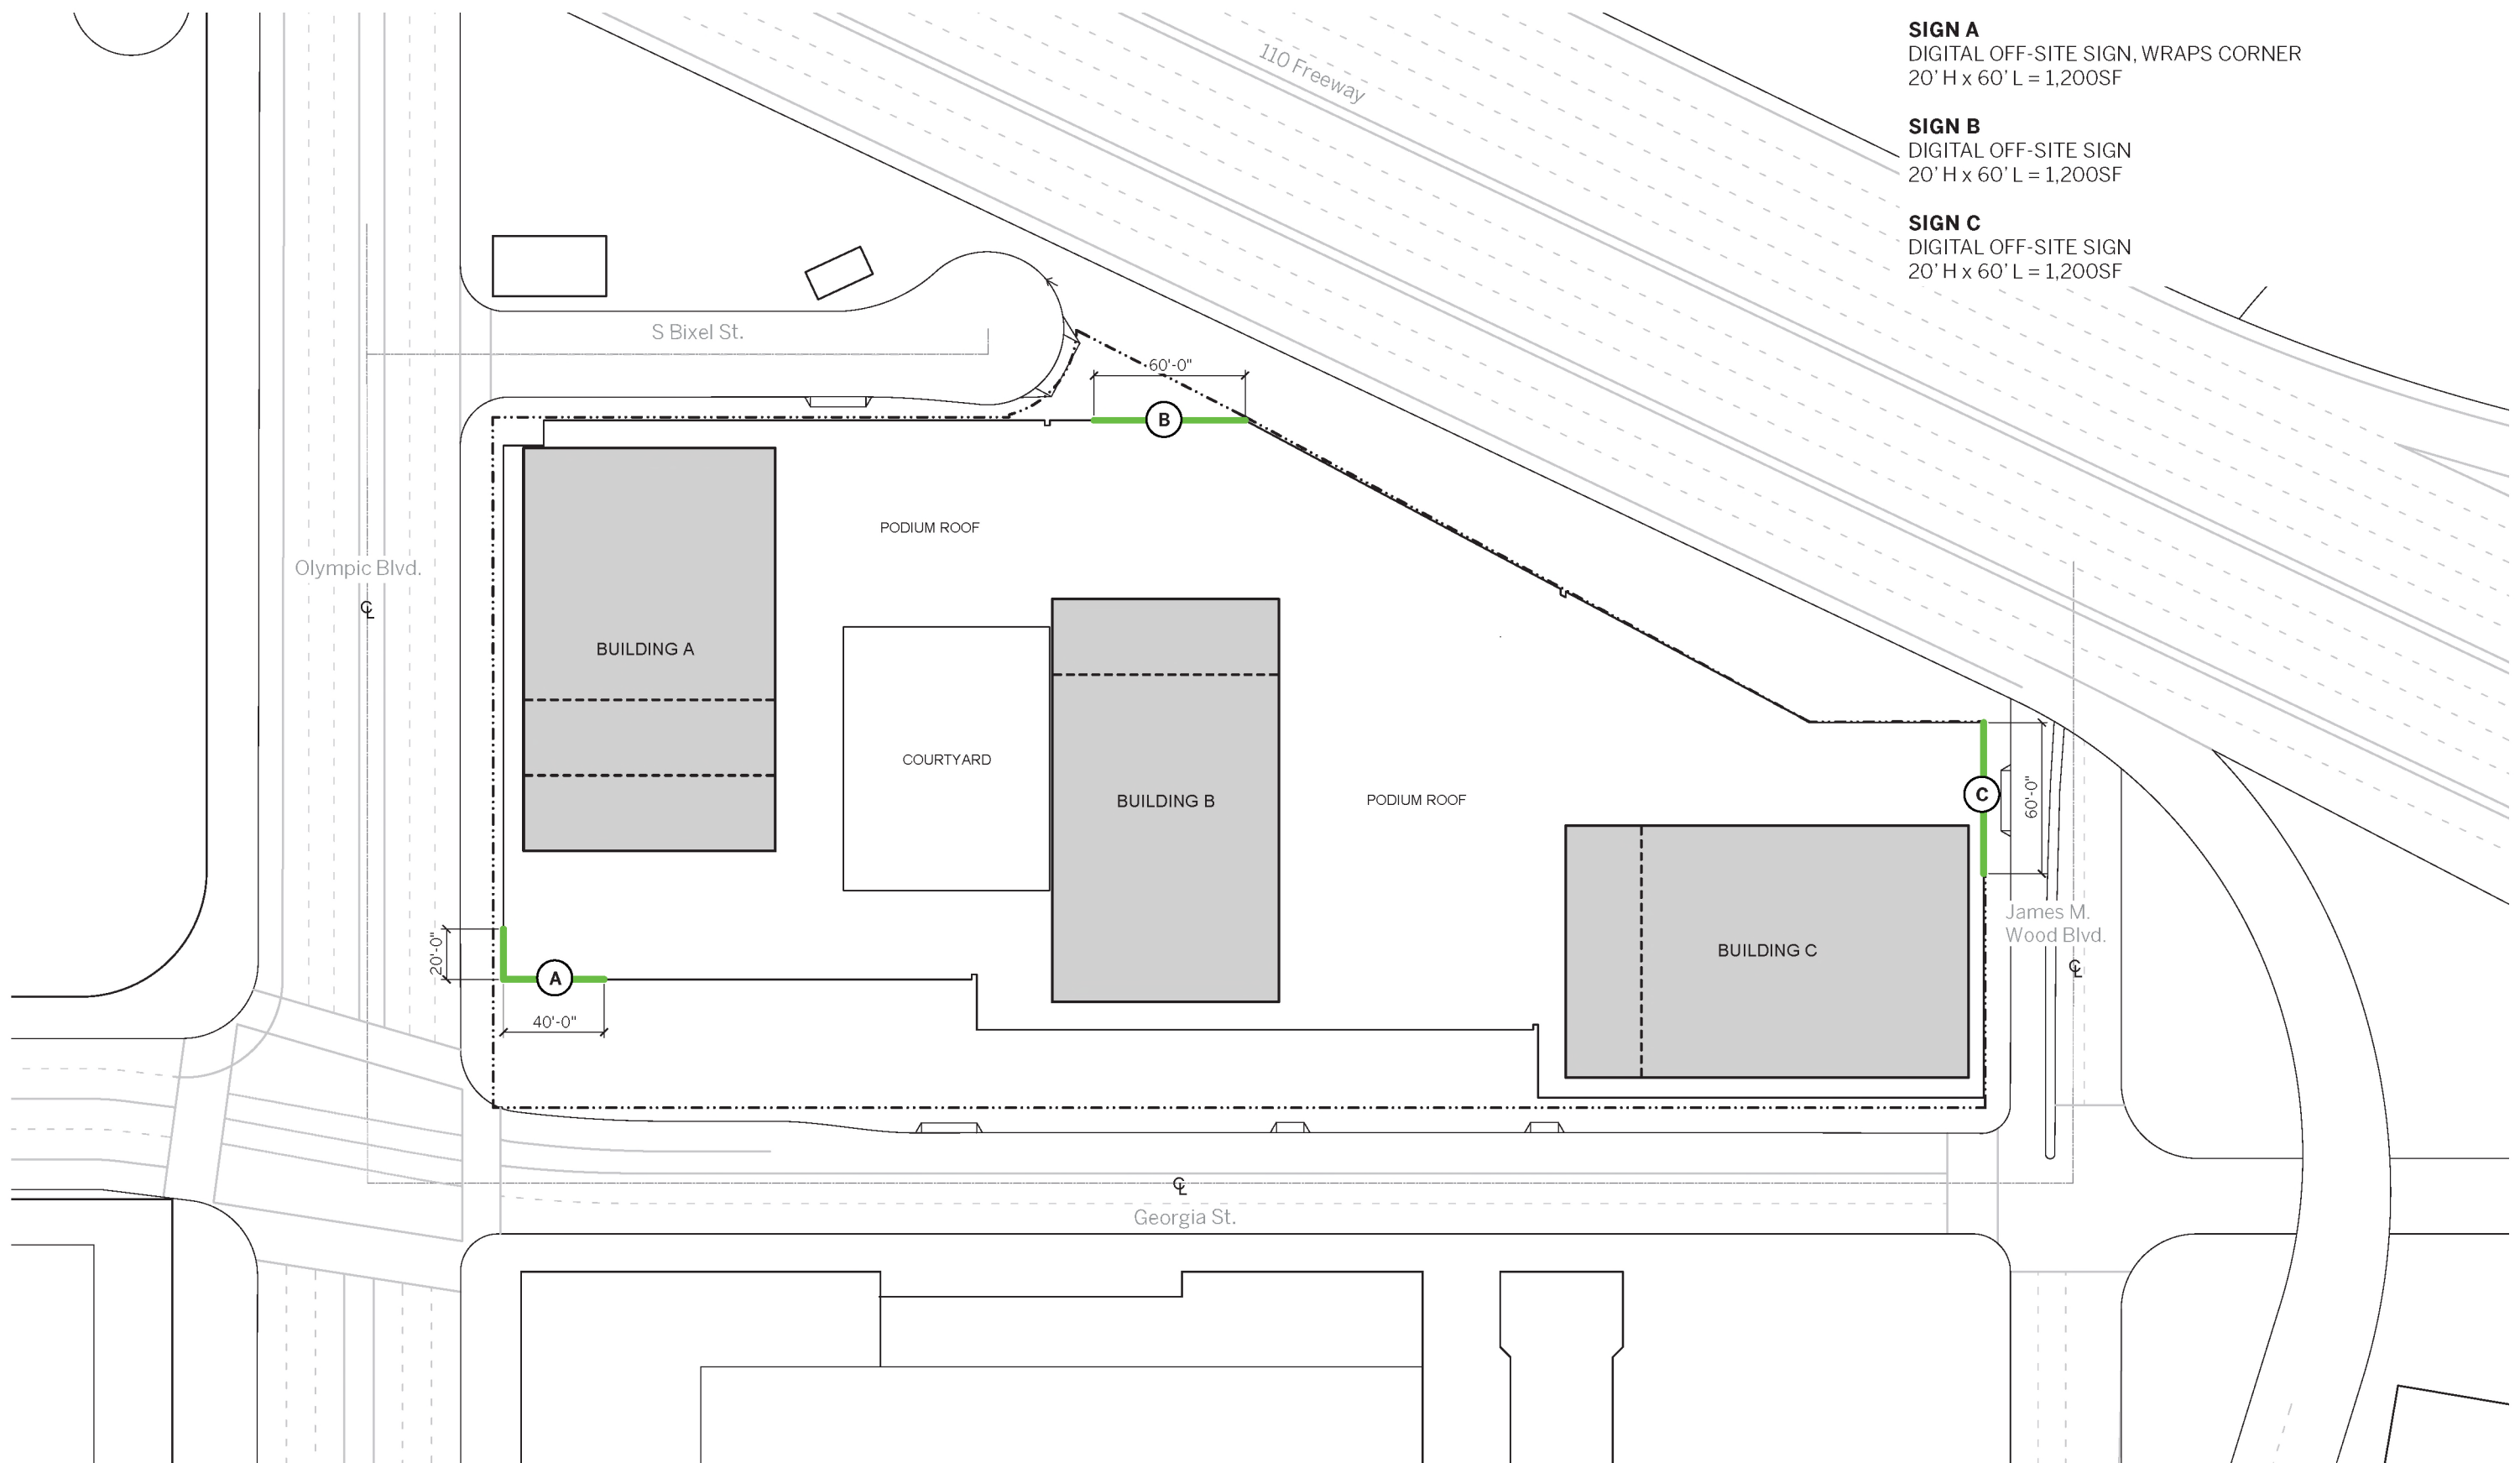 SIGN A
DIGITAL OFF-SITE SIGN, WRAPS CORNER
20' H x 60' L = 1,200SF
SIGN B
DIGITAL OFF-SITE SIGN
20' H x 60' L = 1,200SF
SIGN C
DIGITAL OFF-SITE SIGN
20' H x 60' L = 1,200SF
110 Freeway
S Bixel St.
60'-0"
B
PODIUM ROOF
Olympic Blvd.
℄
BUILDING A
COURTYARD
BUILDING B
PODIUM ROOF
C
60'-0"
James M.
Wood Blvd.
℄
BUILDING C
20'-0"
A
40'-0"
℄
Georgia St.